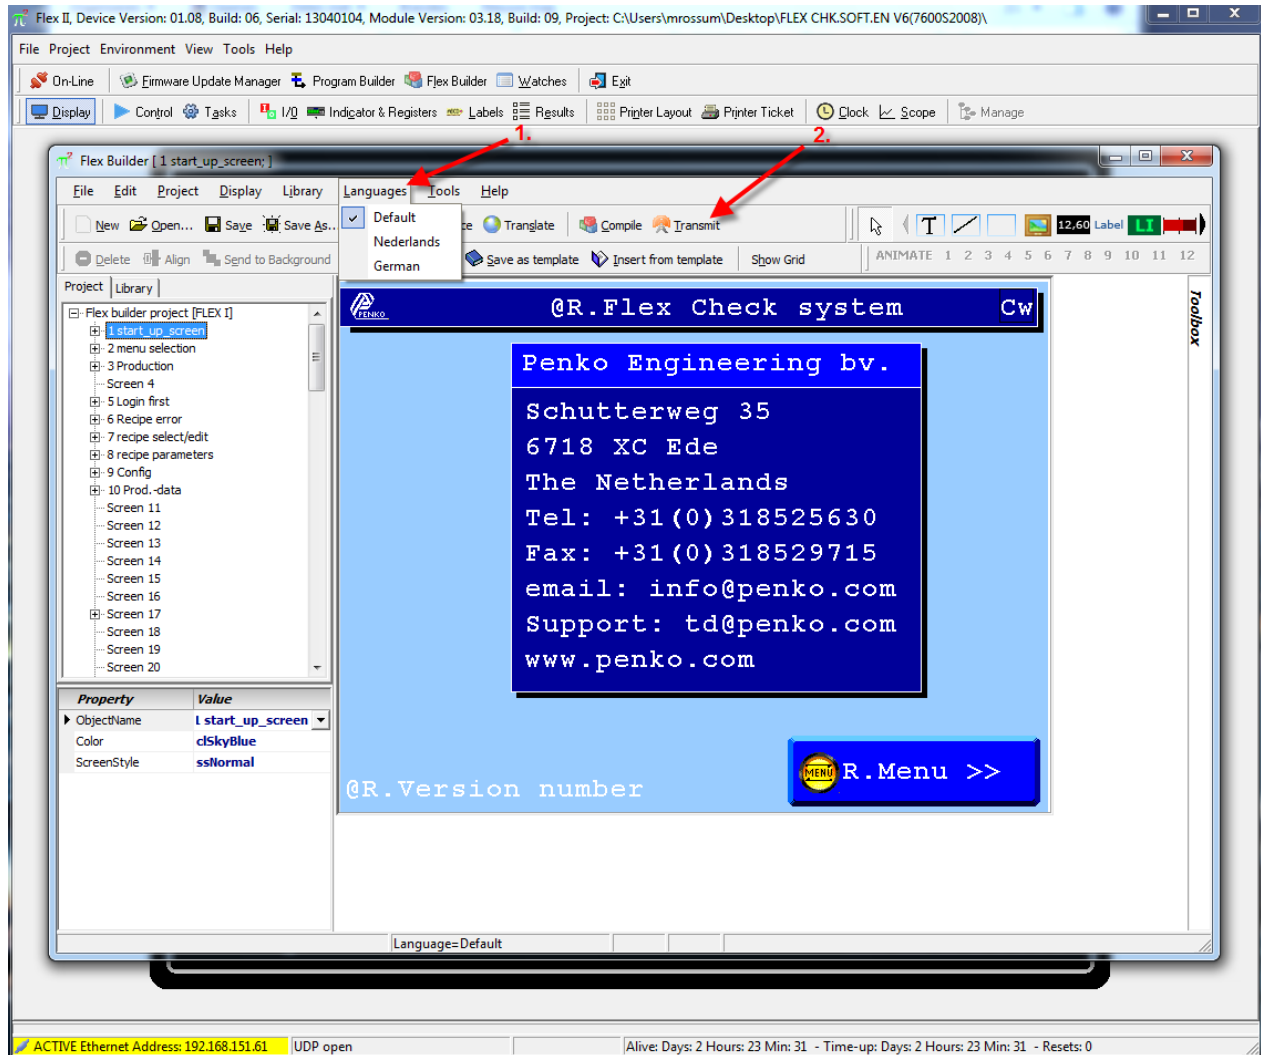 Flex II, Device Version: 01.08, Build: 06, Serial: 13040104, Module Version: 03.18, Build: 09, Project: C:\Users\mrossum\Desktop\FLEX CHK.SOFT.EN V6(7600S2008)\
File Project Environment View Tools Help
On-Line Firmware Update Manager Program Builder Flex Builder Watches Exit
Display Control Tasks I/O Indicator & Registers Labels Results Printer Layout Printer Ticket Clock Scope Manage
1. 2.
Flex Builder [ 1 start_up_screen; ]
File Edit Project Display Library Languages Tools Help
New Open... Save Save As... ce Translate Compile Transmit T 12,60 Label LI
Default
Nederlands
German
Delete Align Send to Background Save as template Insert from template Show Grid ANIMATE 1 2 3 4 5 6 7 8 9 10 11 12
Project Library
Toolbox
Flex builder project [FLEX I]
1 start_up_screen
2 menu selection
3 Production
Screen 4
5 Login first
6 Recipe error
7 recipe select/edit
8 recipe parameters
9 Config
10 Prod.-data
Screen 11
Screen 12
Screen 13
Screen 14
Screen 15
Screen 16
Screen 17
Screen 18
Screen 19
Screen 20
Property Value
ObjectName 1 start_up_screen
Color clSkyBlue
ScreenStyle ssNormal
PENKO @R.Flex Check system Cw
Penko Engineering bv.
Schutterweg 35
6718 XC Ede
The Netherlands
Tel: +31(0)318525630
Fax: +31(0)318529715
email: info@penko.com
Support: td@penko.com
www.penko.com
MENU R.Menu >>
@R.Version number
Language=Default
ACTIVE Ethernet Address: 192.168.151.61 UDP open Alive: Days: 2 Hours: 23 Min: 31 - Time-up: Days: 2 Hours: 23 Min: 31 - Resets: 0